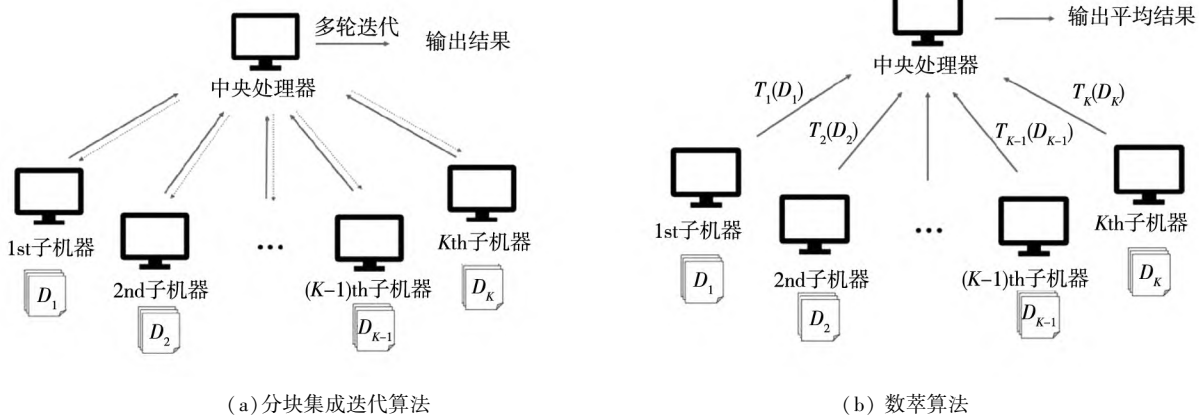 多轮迭代
输出结果
中央处理器
1st子机器
2nd子机器
...
(K-1)th子机器
Kth子机器
D1
D2
DK-1
DK
(a)分块集成迭代算法
输出平均结果
中央处理器
T1(D1)
T2(D2)
TK-1(DK-1)
TK(DK)
1st子机器
2nd子机器
...
(K-1)th子机器
Kth子机器
D1
D2
DK-1
DK
(b) 数萃算法